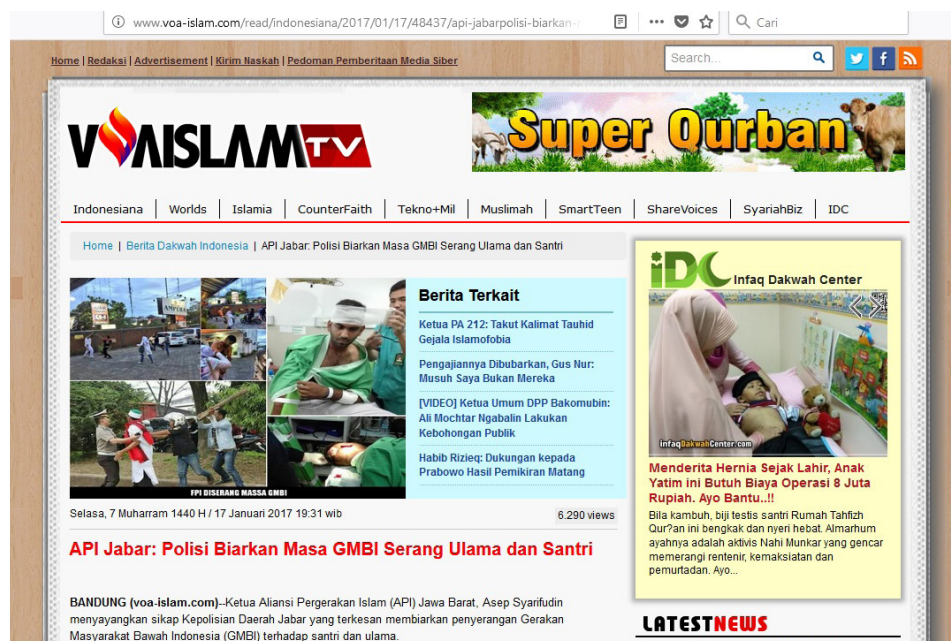 www.voa-islam.com/read/indonesiana/2017/01/17/48437/api-jabarpolisi-biarkan-
Cari
Home | Redaksi | Advertisement | Kirim Naskah | Pedoman Pemberitaan Media Siber
Search...
VOAISLAM TV
Super Qurban
Indonesiana
Worlds
Islamia
CounterFaith
Tekno+Mil
Muslimah
SmartTeen
ShareVoices
SyariahBiz
IDC
Home | Berita Dakwah Indonesia | API Jabar: Polisi Biarkan Masa GMBI Serang Ulama dan Santri
FPI DISERANG MASSA GMBI
Berita Terkait
Ketua PA 212: Takut Kalimat Tauhid
Gejala Islamofobia
Pengajiannya Dibubarkan, Gus Nur:
Musuh Saya Bukan Mereka
[VIDEO] Ketua Umum DPP Bakomubin:
Ali Mochtar Ngabalin Lakukan
Kebohongan Publik
Habib Rizieq: Dukungan kepada
Prabowo Hasil Pemikiran Matang
Selasa, 7 Muharram 1440 H / 17 Januari 2017 19:31 wib
6.290 views
API Jabar: Polisi Biarkan Masa GMBI Serang Ulama dan Santri
BANDUNG (voa-islam.com)--Ketua Aliansi Pergerakan Islam (API) Jawa Barat, Asep Syarifudin
menyayangkan sikap Kepolisian Daerah Jabar yang terkesan membiarkan penyerangan Gerakan
Masyarakat Bawah Indonesia (GMBI) terhadap santri dan ulama.
iDC Infaq Dakwah Center
infaqDakwahCenter.com
Menderita Hernia Sejak Lahir, Anak
Yatim ini Butuh Biaya Operasi 8 Juta
Rupiah. Ayo Bantu..!!
Bila kambuh, biji testis santri Rumah Tahfizh
Qur?an ini bengkak dan nyeri hebat. Almarhum
ayahnya adalah aktivis Nahi Munkar yang gencar
memerangi rentenir, kemaksiatan dan
pemurtadan. Ayo...
LATESTNEWS